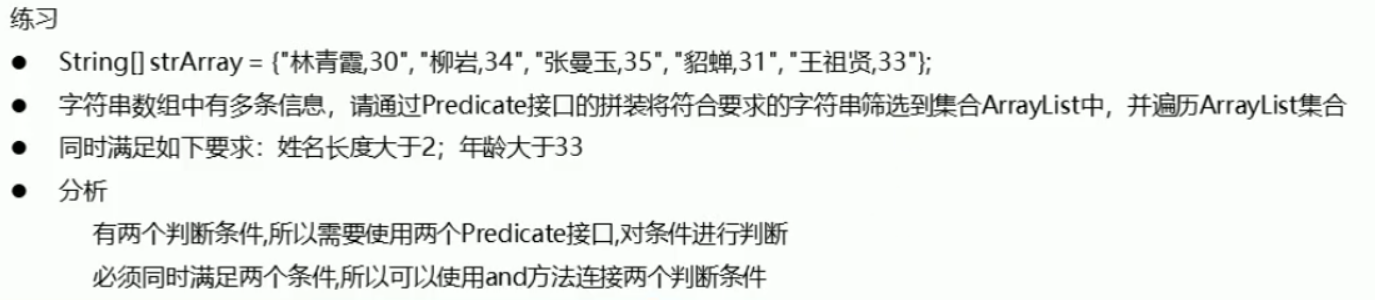 练习
● String[] strArray = {"林青霞,30", "柳岩,34", "张曼玉,35", "貂蝉,31", "王祖贤,33"};
● 字符串数组中有多条信息，请通过Predicate接口的拼装将符合要求的字符串筛选到集合ArrayList中，并遍历ArrayList集合
● 同时满足如下要求：姓名长度大于2；年龄大于33
● 分析
有两个判断条件,所以需要使用两个Predicate接口,对条件进行判断
必须同时满足两个条件,所以可以使用and方法连接两个判断条件